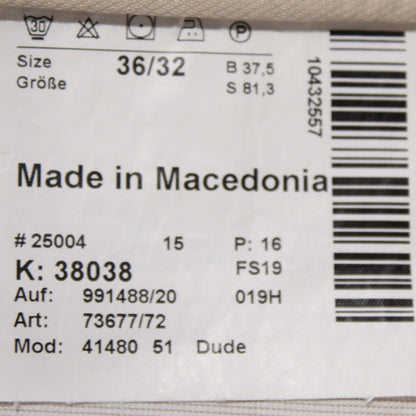 30 P
Size 36/32 B 37,5
Größe S 81,3
10432557
Made in Macedonia
# 25004 15 P: 16
K: 38038 FS19
Auf: 991488/20 019H
Art: 73677/72
Mod: 41480 51 Dude